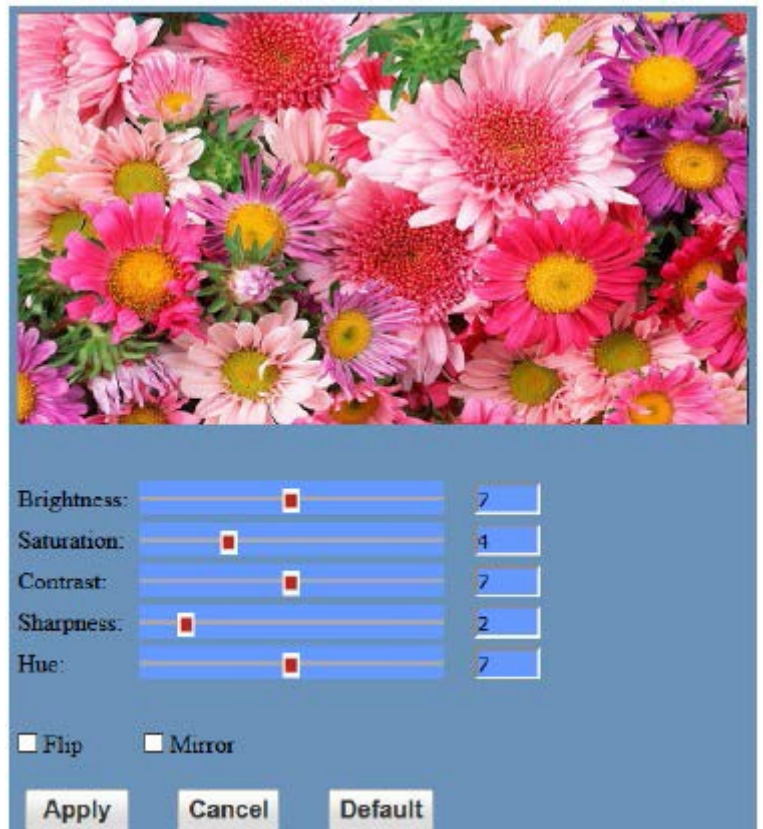 Brightness: 7
Saturation: 4
Contrast: 7
Sharpness: 2
Hue: 7
Flip Mirror
Apply Cancel Default